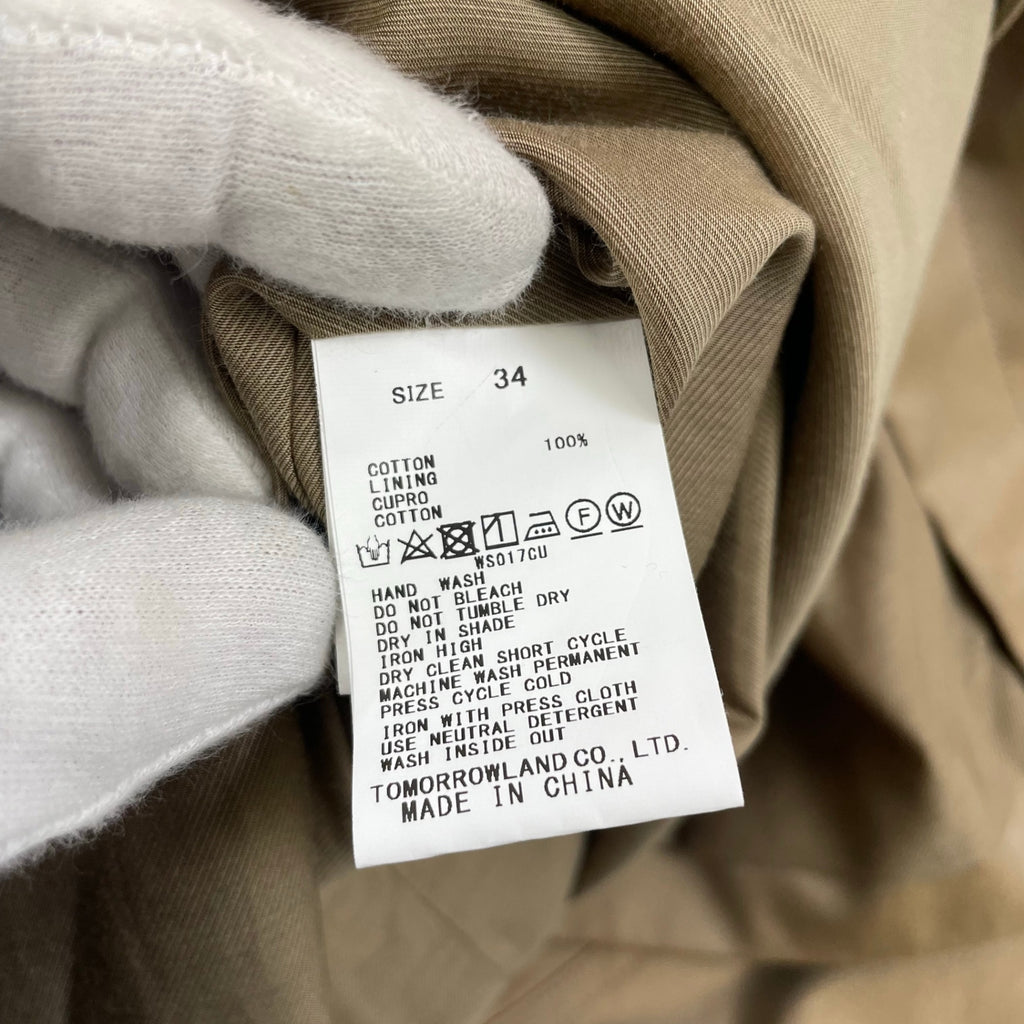 SIZE 34
100%
COTTON
LINING
CUPRO
COTTON
1 F W
WS017CU
HAND WASH
DO NOT BLEACH
DO NOT TUMBLE DRY
DRY IN SHADE
IRON HIGH
DRY CLEAN SHORT CYCLE
MACHINE WASH PERMANENT
PRESS CYCLE COLD
IRON WITH PRESS CLOTH
USE NEUTRAL DETERGENT
WASH INSIDE OUT
TOMORROWLAND CO., LTD.
MADE IN CHINA